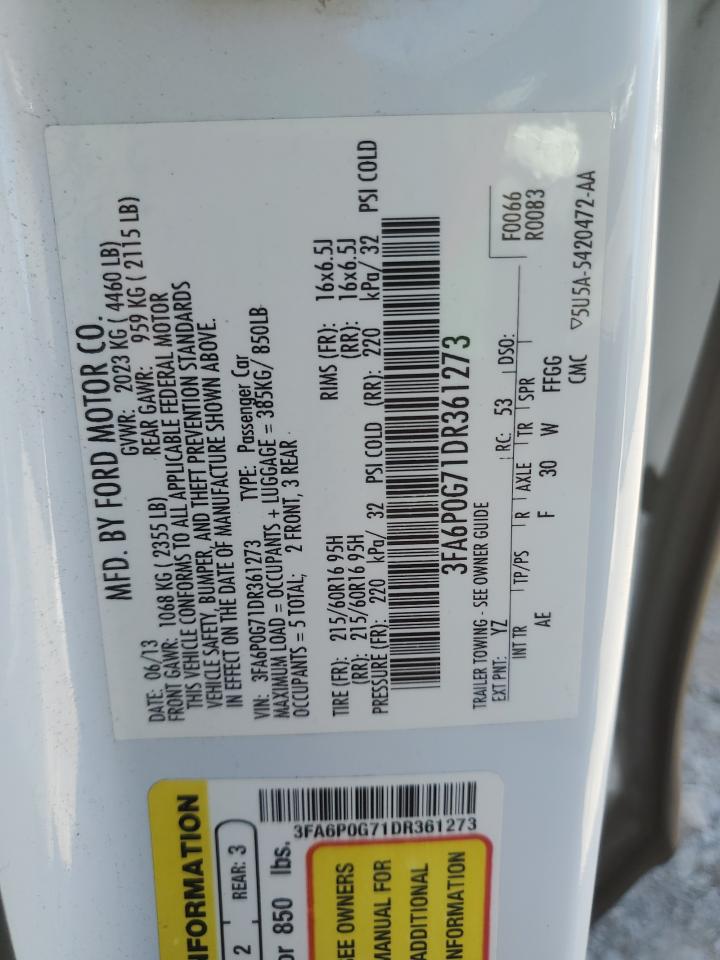 MFD. BY FORD MOTOR CO.
DATE: 06/13 GVWR: 2023 KG ( 4460 LB)
FRONT GAWR: 1068 KG ( 2355 LB) REAR GAWR: 959 KG ( 2115 LB)
THIS VEHICLE CONFORMS TO ALL APPLICABLE FEDERAL MOTOR
VEHICLE SAFETY, BUMPER, AND THEFT PREVENTION STANDARDS
IN EFFECT ON THE DATE OF MANUFACTURE SHOWN ABOVE.
VIN: 3FA6P0G71DR361273 TYPE: Passenger Car
MAXIMUM LOAD = OCCUPANTS + LUGGAGE = 385KG/ 850LB
OCCUPANTS = 5 TOTAL; 2 FRONT, 3 REAR
TIRE (FR): 215/60R16 95H RIMS (FR): 16x6.5J
(RR): 215/60R16 95H (RR): 16x6.5J
PRESSURE (FR): 220 kPa/ 32 PSI COLD (RR): 220 kPa/ 32 PSI COLD
3FA6P0G71DR361273
TRAILER TOWING - SEE OWNER GUIDE
EXT PNT: YZ RC: 53 DSO:
F0066
R0083
INT TR TP/PS R AXLE TR SPR
AE F 30 W FFGG
CMC
▽5U5A-5420472-AA
3FA6P0G71DR361273
NFORMATION
2 REAR: 3
or 850 lbs.
SEE OWNERS
MANUAL FOR
ADDITIONAL
INFORMATION